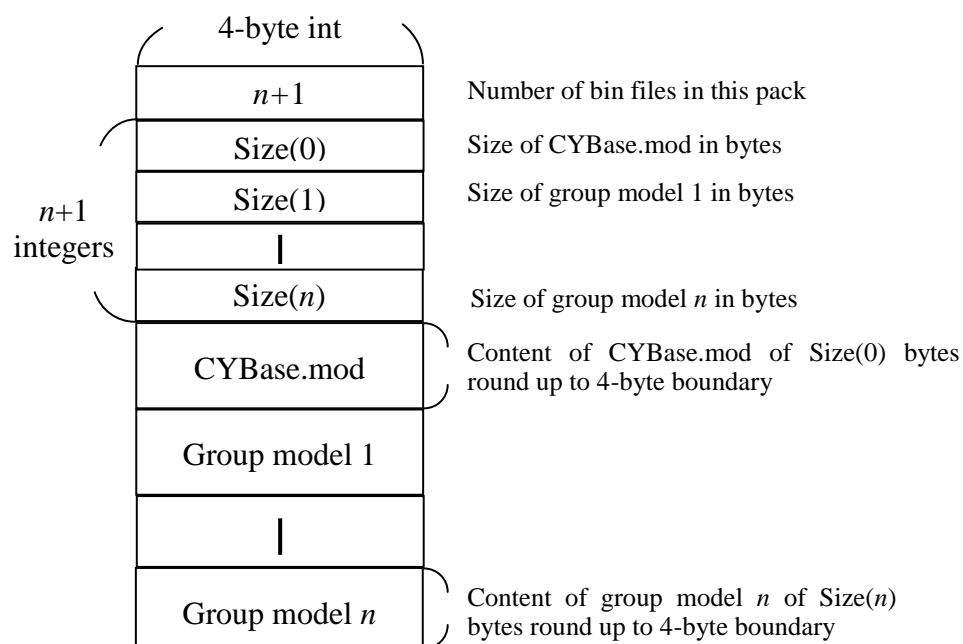 4-byte int
n+1
Number of bin files in this pack
Size(0)
Size of CYBase.mod in bytes
Size(1)
Size of group model 1 in bytes
n+1
integers
Size(n)
Size of group model n in bytes
CYBase.mod
Content of CYBase.mod of Size(0) bytes
round up to 4-byte boundary
Group model 1
Group model n
Content of group model n of Size(n)
bytes round up to 4-byte boundary